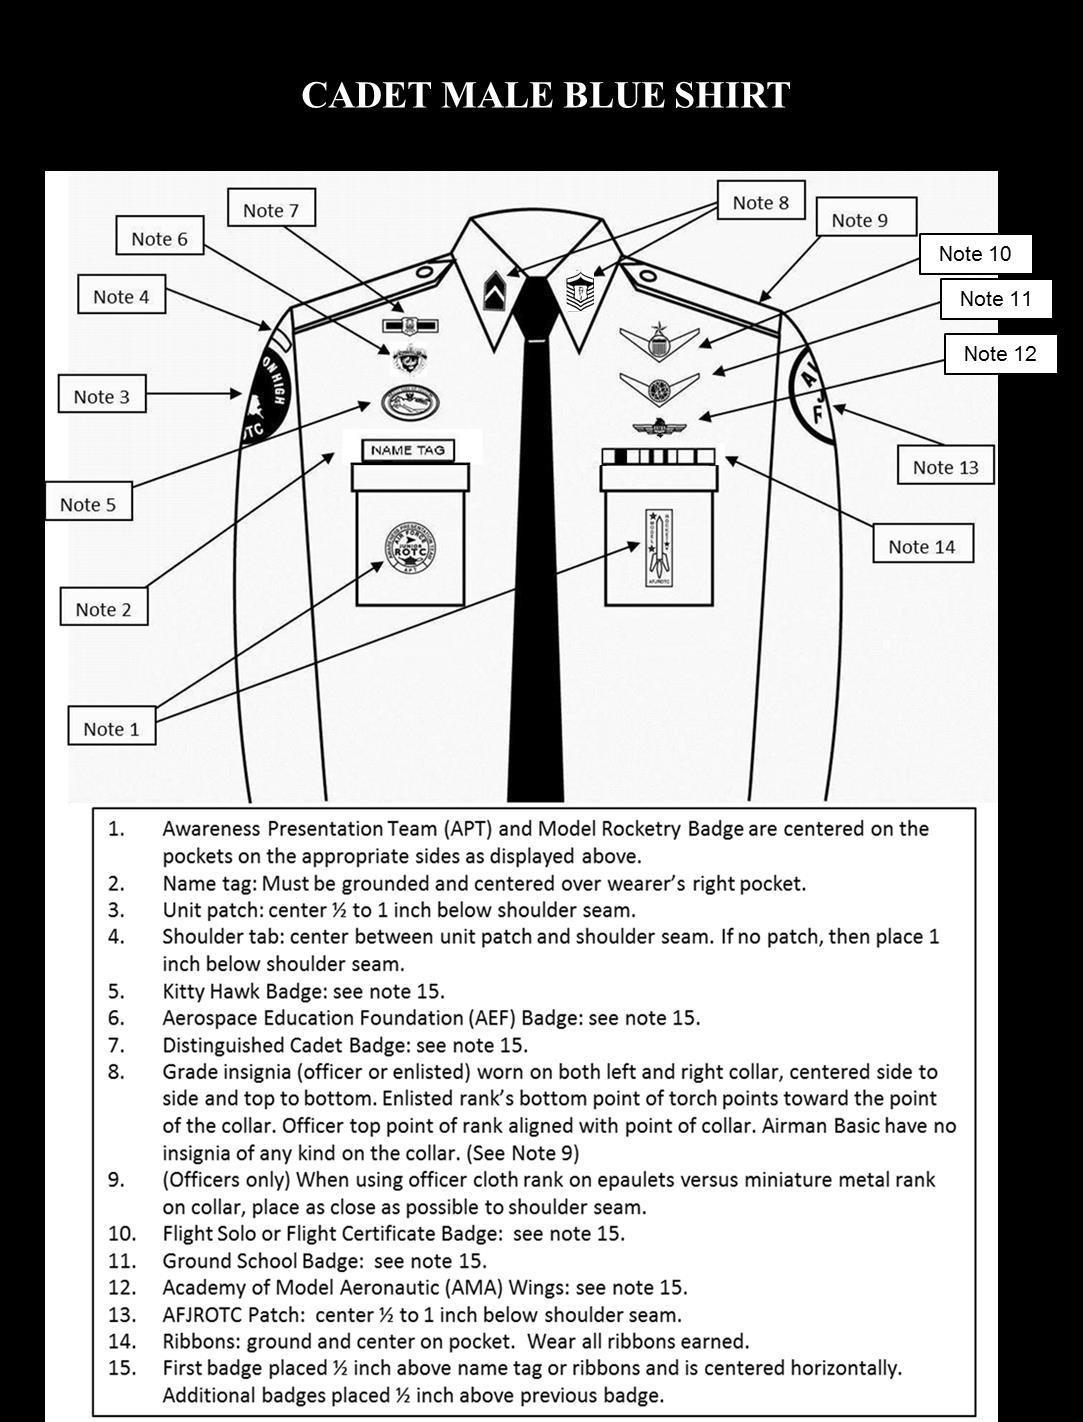 CADET MALE BLUE SHIRT
Note 7
Note 8
Note 9
Note 6
Note 10
Note 4
Note 11
Note 12
ON HIGH
OTC
Note 3
NAME TAG
Note 13
Note 5
AWARENESS PRESENTATION TEAM
AIR FORCE
JUNIOR
ROTC
APT
MODEL
ROCKETRY
AFJROTC
Note 14
Note 2
Note 1
1. Awareness Presentation Team (APT) and Model Rocketry Badge are centered on the
pockets on the appropriate sides as displayed above.
2. Name tag: Must be grounded and centered over wearer's right pocket.
3. Unit patch: center ½ to 1 inch below shoulder seam.
4. Shoulder tab: center between unit patch and shoulder seam. If no patch, then place 1
inch below shoulder seam.
5. Kitty Hawk Badge: see note 15.
6. Aerospace Education Foundation (AEF) Badge: see note 15.
7. Distinguished Cadet Badge: see note 15.
8. Grade insignia (officer or enlisted) worn on both left and right collar, centered side to
side and top to bottom. Enlisted rank's bottom point of torch points toward the point
of the collar. Officer top point of rank aligned with point of collar. Airman Basic have no
insignia of any kind on the collar. (See Note 9)
9. (Officers only) When using officer cloth rank on epaulets versus miniature metal rank
on collar, place as close as possible to shoulder seam.
10. Flight Solo or Flight Certificate Badge: see note 15.
11. Ground School Badge: see note 15.
12. Academy of Model Aeronautic (AMA) Wings: see note 15.
13. AFJROTC Patch: center ½ to 1 inch below shoulder seam.
14. Ribbons: ground and center on pocket. Wear all ribbons earned.
15. First badge placed ½ inch above name tag or ribbons and is centered horizontally.
Additional badges placed ½ inch above previous badge.